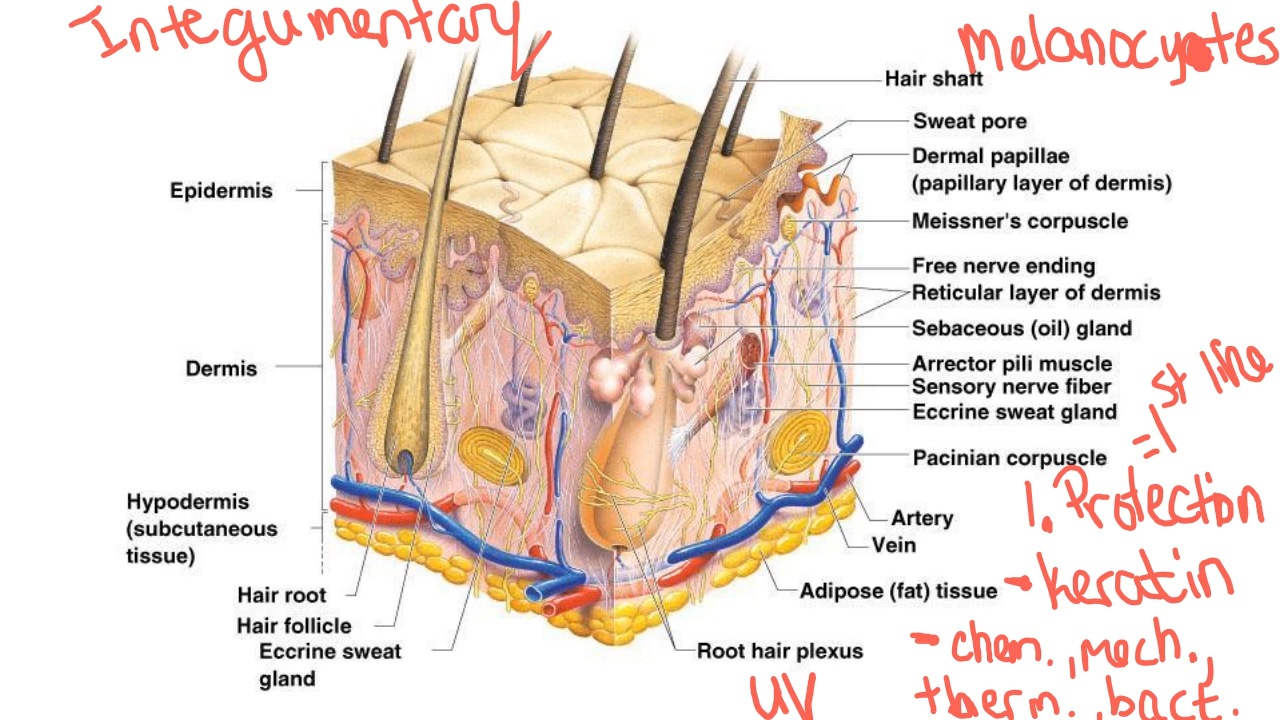 Integumentary
Melanocytes
Hair shaft
Sweat pore
Dermal papillae
(papillary layer of dermis)
Meissner's corpuscle
Free nerve ending
Reticular layer of dermis
Sebaceous (oil) gland
Arrector pili muscle
Sensory nerve fiber
Eccrine sweat gland
Pacinian corpuscle
Artery
Vein
Adipose (fat) tissue
Root hair plexus
Epidermis
Dermis
Hypodermis
(subcutaneous
tissue)
Hair root
Hair follicle
Eccrine sweat
gland
=1st line
1. Protection
- keratin
- chem., mech.,
therm., bact.
UV